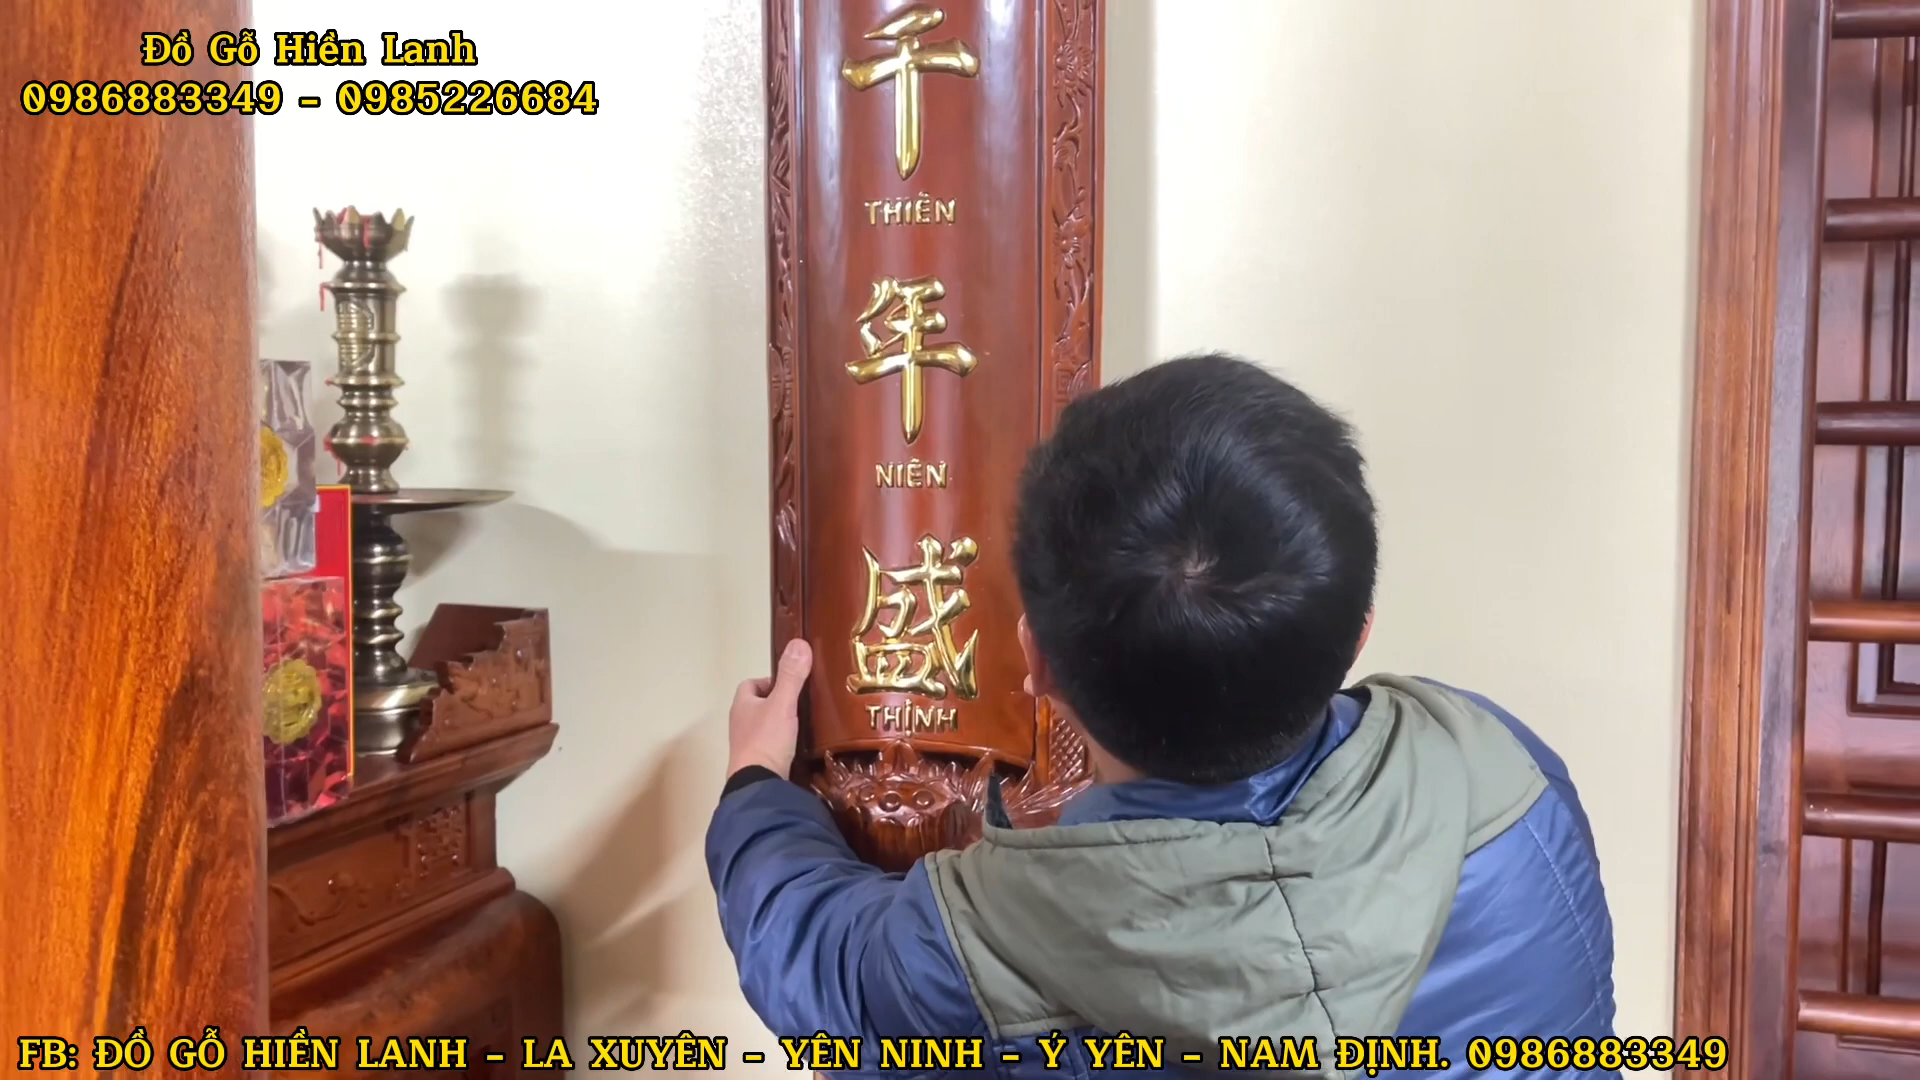 Đồ Gỗ Hiền Lanh
0986883349 - 0985226684
千
THIÊN
年
NIÊN
盛
THỊNH
FB: ĐỒ GỖ HIỀN LANH - LA XUYÊN - YÊN NINH - Ý YÊN - NAM ĐỊNH. 0986883349